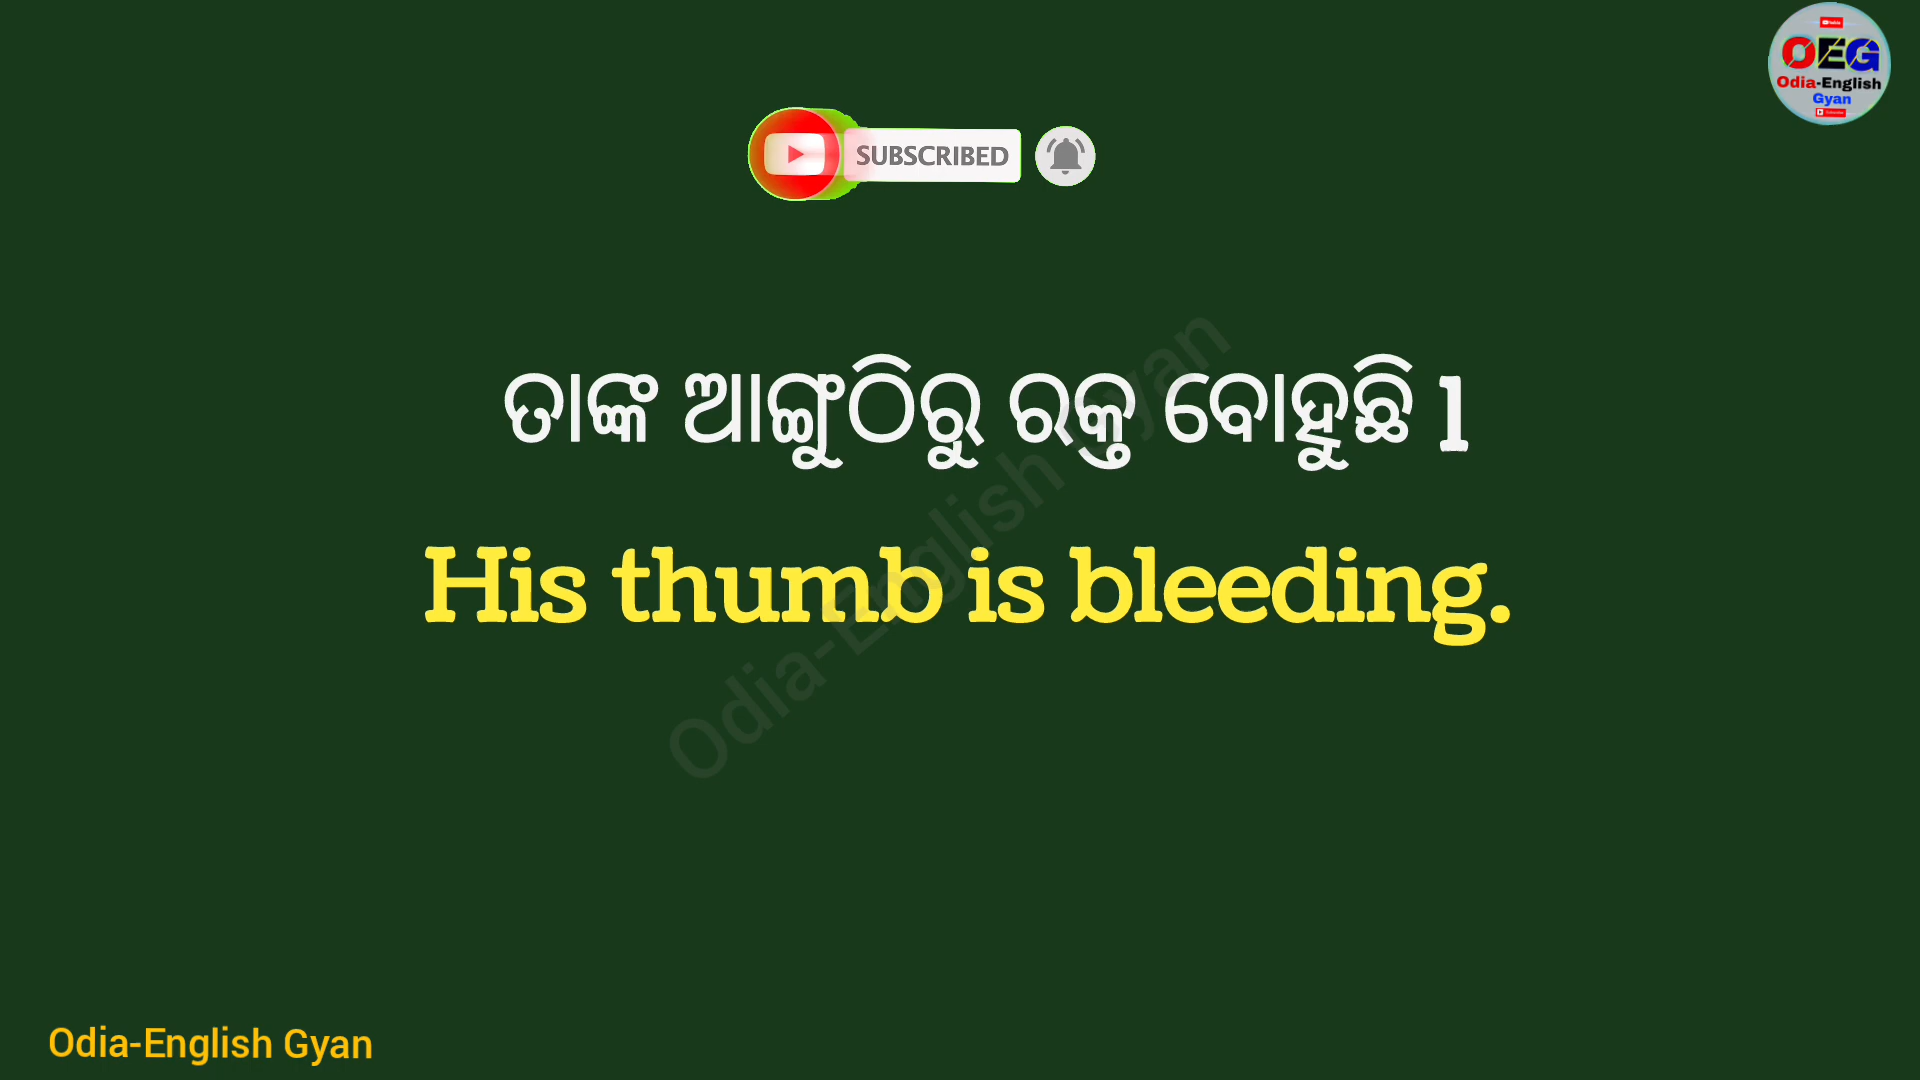 OEG
Odia-English
Gyan
SUBSCRIBED
ତାଙ୍କ ଆଙ୍ଗୁଠିରୁ ରକ୍ତ ବୋହୁଛି l
His thumb is bleeding.
Odia-English Gyan
Odia-English Gyan